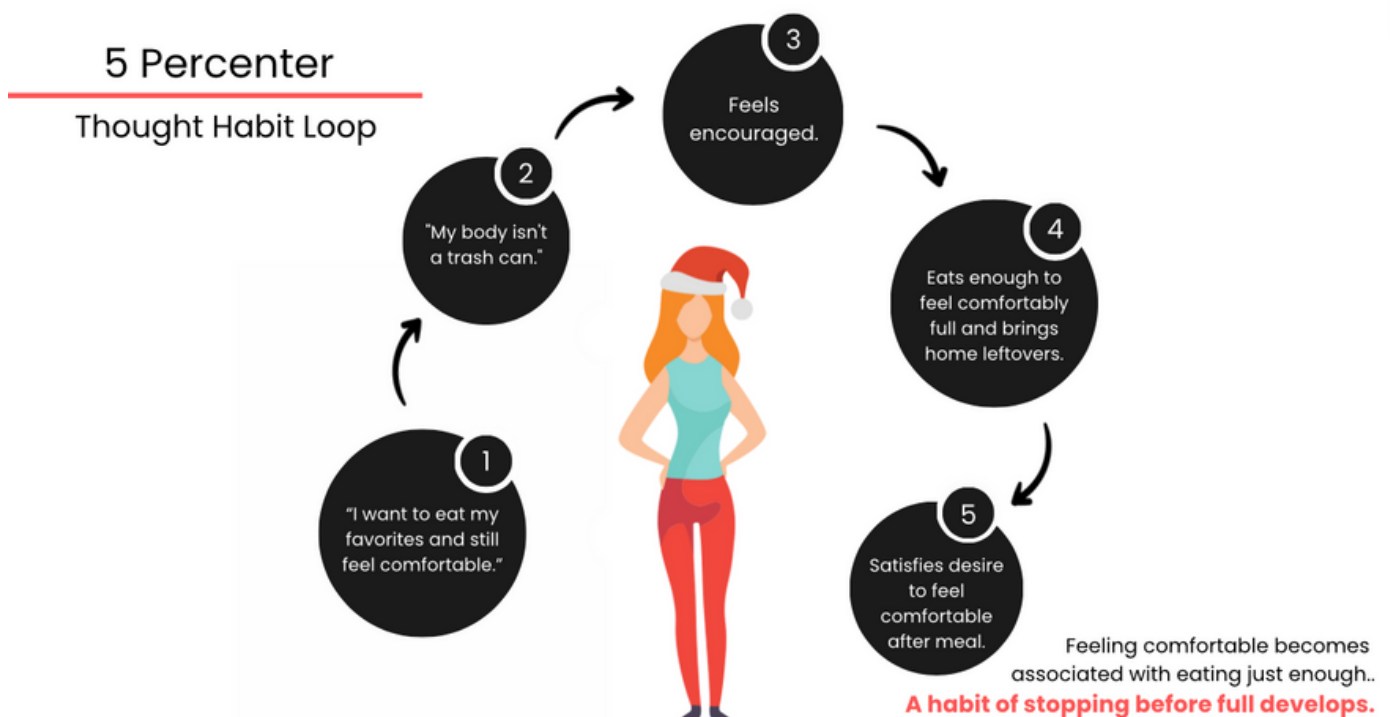 5 Percenter
Thought Habit Loop
1
“I want to eat my
favorites and still
feel comfortable.”
2
"My body isn't
a trash can."
3
Feels
encouraged.
4
Eats enough to
feel comfortably
full and brings
home leftovers.
5
Satisfies desire
to feel
comfortable
after meal.
Feeling comfortable becomes
associated with eating just enough..
A habit of stopping before full develops.